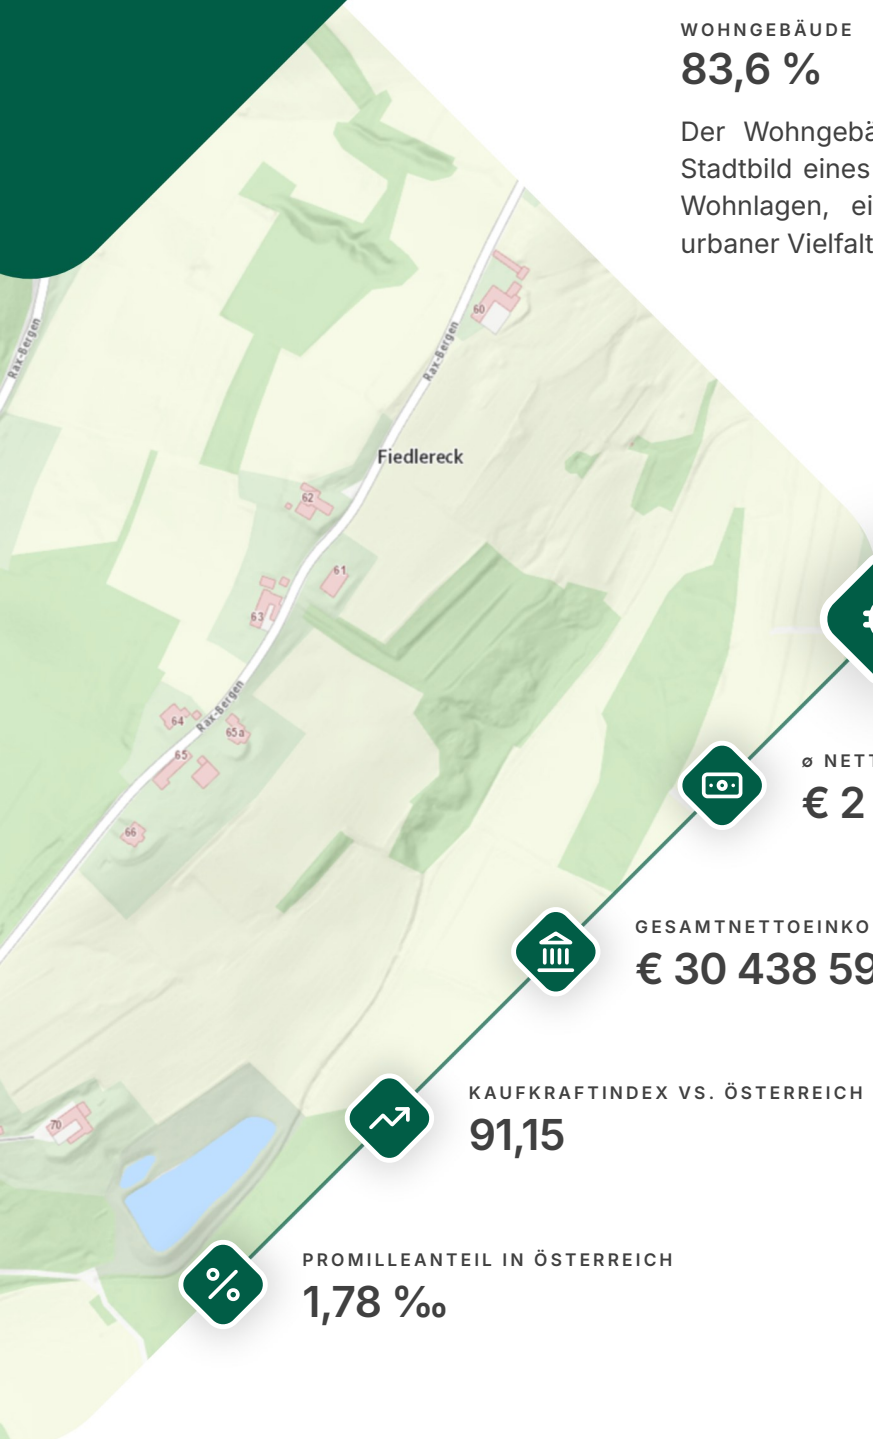 WOHNGEBÄUDE
83,6 %
Der Wohngebä
Stadtbild eines
Wohnlagen, ei
urbaner Vielfalt
60
Rax-Bergen
Rax-Bergen
Fiedlereck
62
61
63
Rax-Bergen
64
65a
65
66
ø NETT
€ 2
GESAMTNETTOEINKO
€ 30 438 59
KAUFKRAFTINDEX VS. ÖSTERREICH
91,15
70
PROMILLEANTEIL IN ÖSTERREICH
1,78 ‰